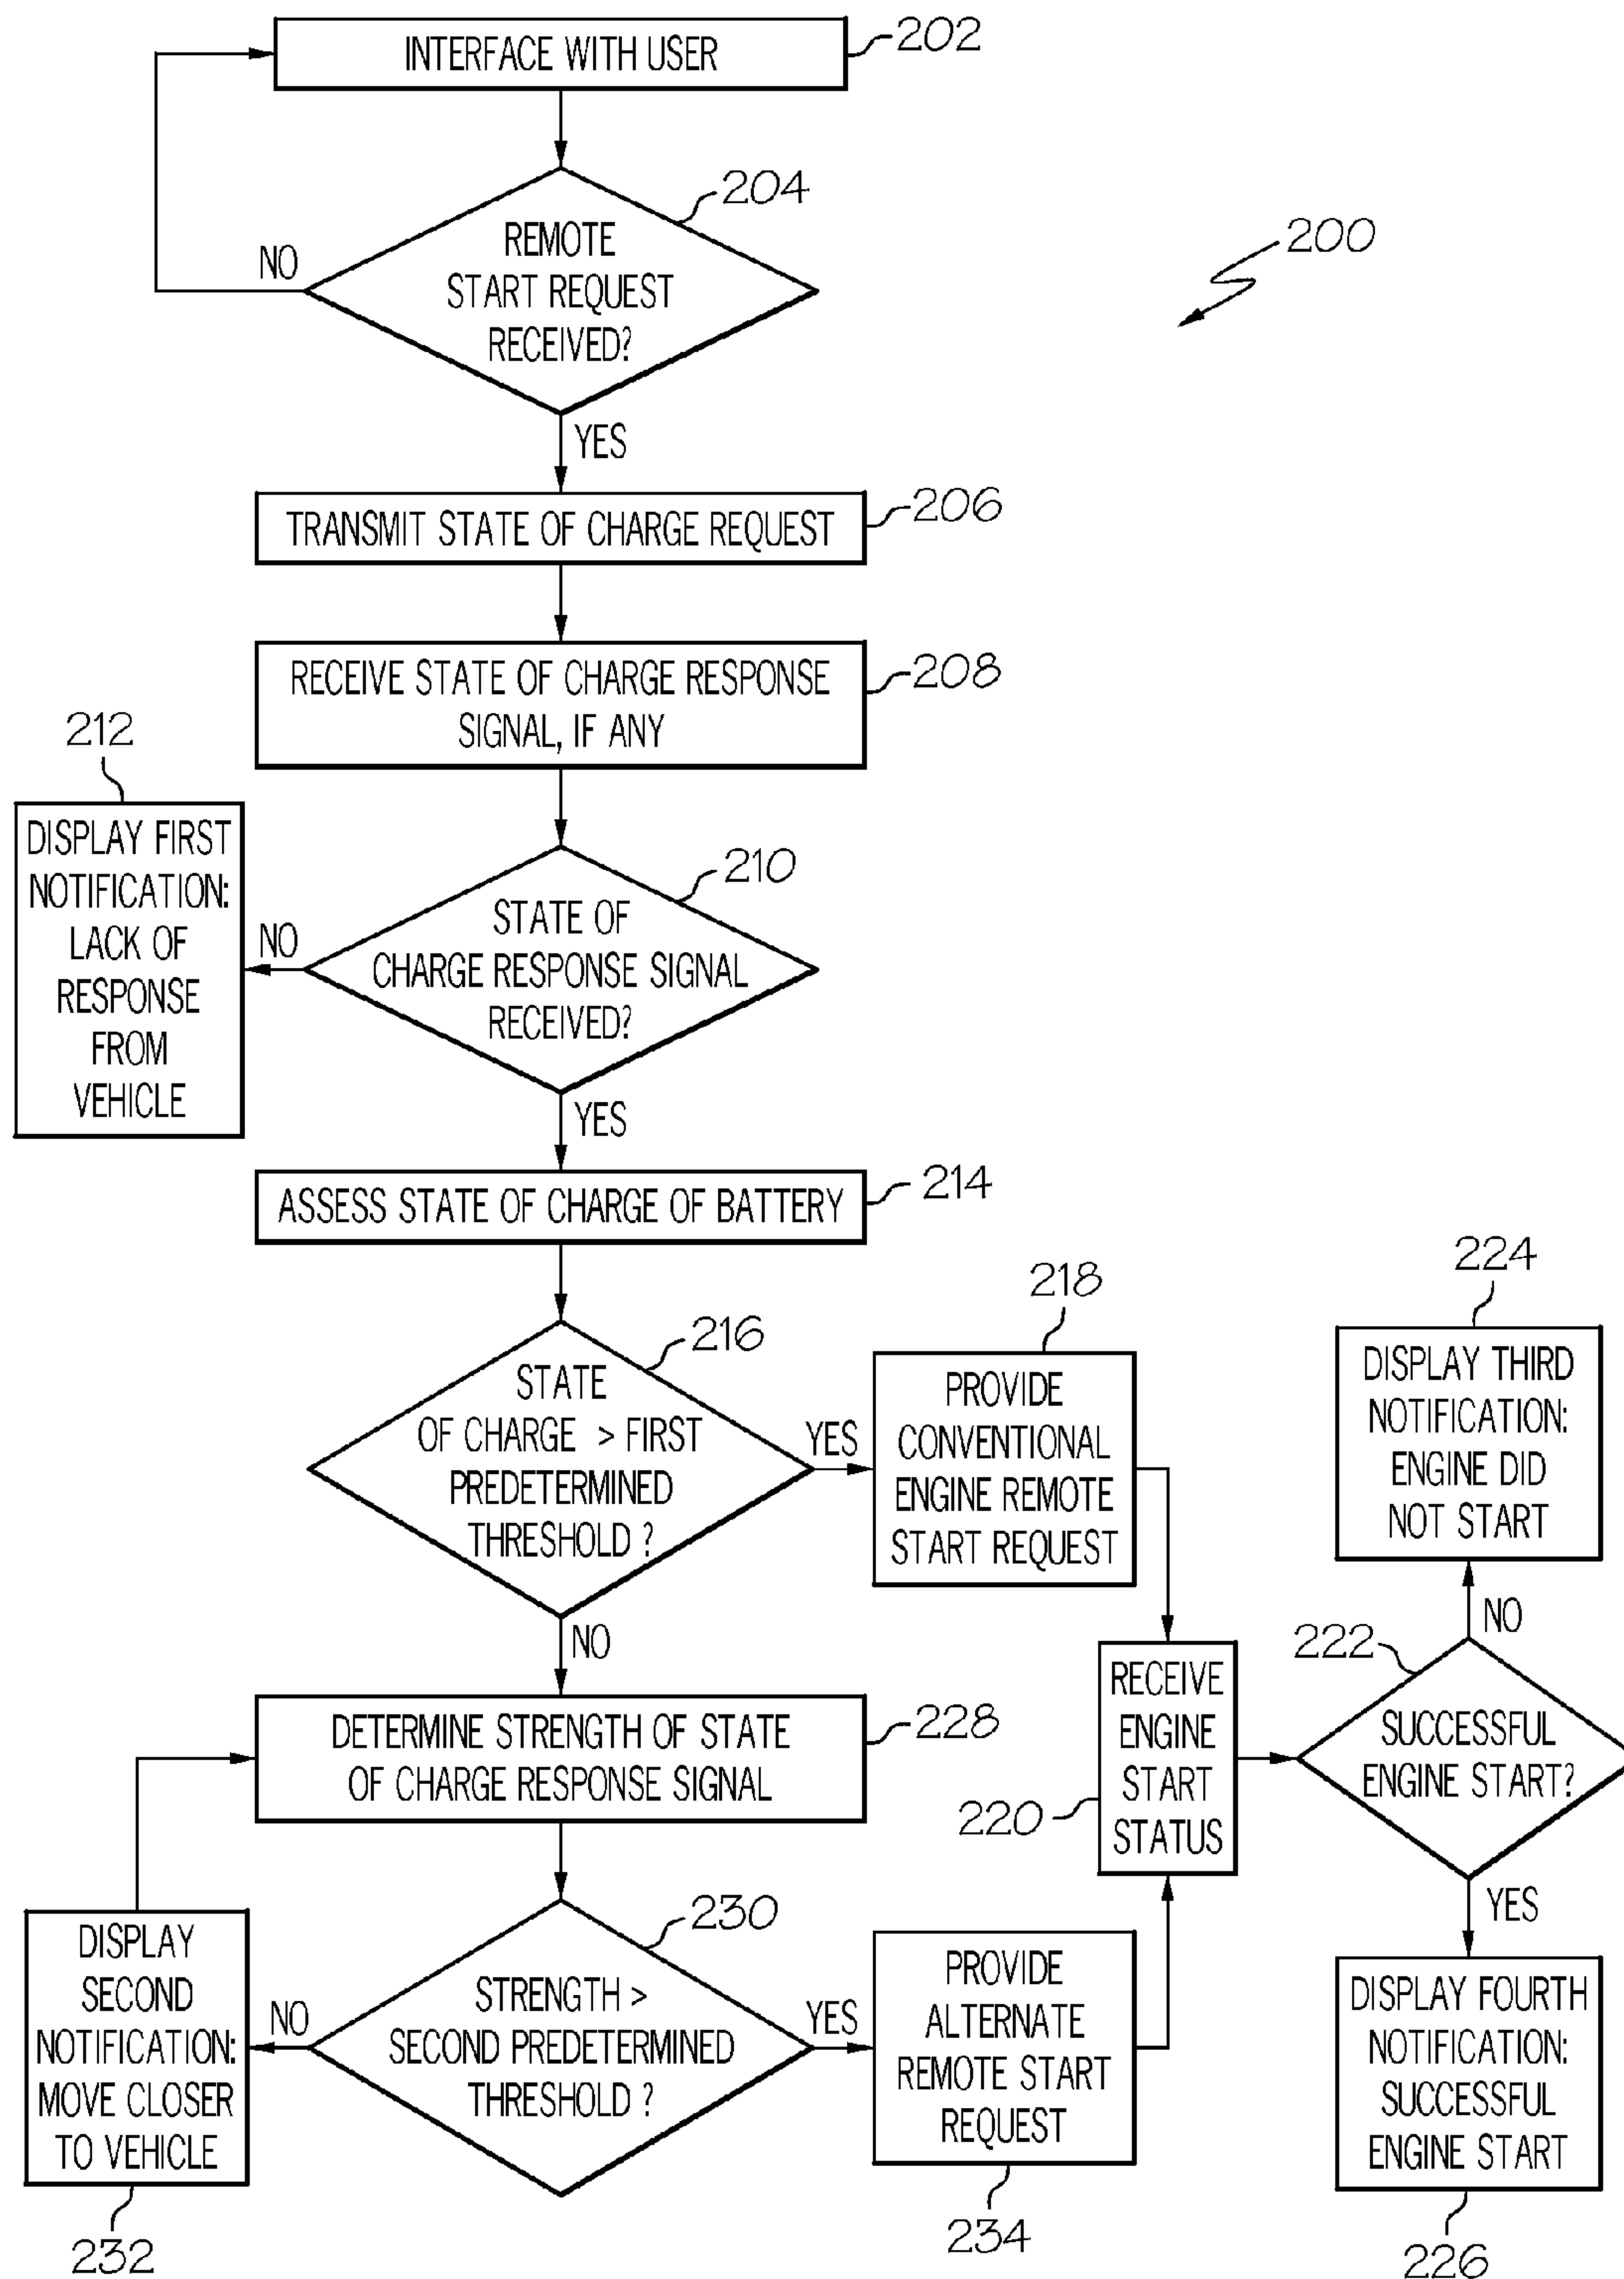 INTERFACE WITH USER
202
204
REMOTE
START REQUEST
RECEIVED?
NO
200
YES
TRANSMIT STATE OF CHARGE REQUEST
206
RECEIVE STATE OF CHARGE RESPONSE
SIGNAL, IF ANY
208
212
DISPLAY FIRST
NOTIFICATION:
LACK OF
RESPONSE
FROM
VEHICLE
NO
210
STATE OF
CHARGE RESPONSE SIGNAL
RECEIVED?
YES
ASSESS STATE OF CHARGE OF BATTERY
214
216
STATE
OF CHARGE > FIRST
PREDETERMINED
THRESHOLD ?
YES
218
PROVIDE
CONVENTIONAL
ENGINE REMOTE
START REQUEST
224
DISPLAY THIRD
NOTIFICATION:
ENGINE DID
NOT START
NO
NO
222
SUCCESSFUL
ENGINE START?
RECEIVE
ENGINE
START
STATUS
220
DETERMINE STRENGTH OF STATE
OF CHARGE RESPONSE SIGNAL
228
230
STRENGTH >
SECOND PREDETERMINED
THRESHOLD ?
NO
DISPLAY
SECOND
NOTIFICATION:
MOVE CLOSER
TO VEHICLE
232
YES
PROVIDE
ALTERNATE
REMOTE START
REQUEST
234
YES
DISPLAY FOURTH
NOTIFICATION:
SUCCESSFUL
ENGINE START
226